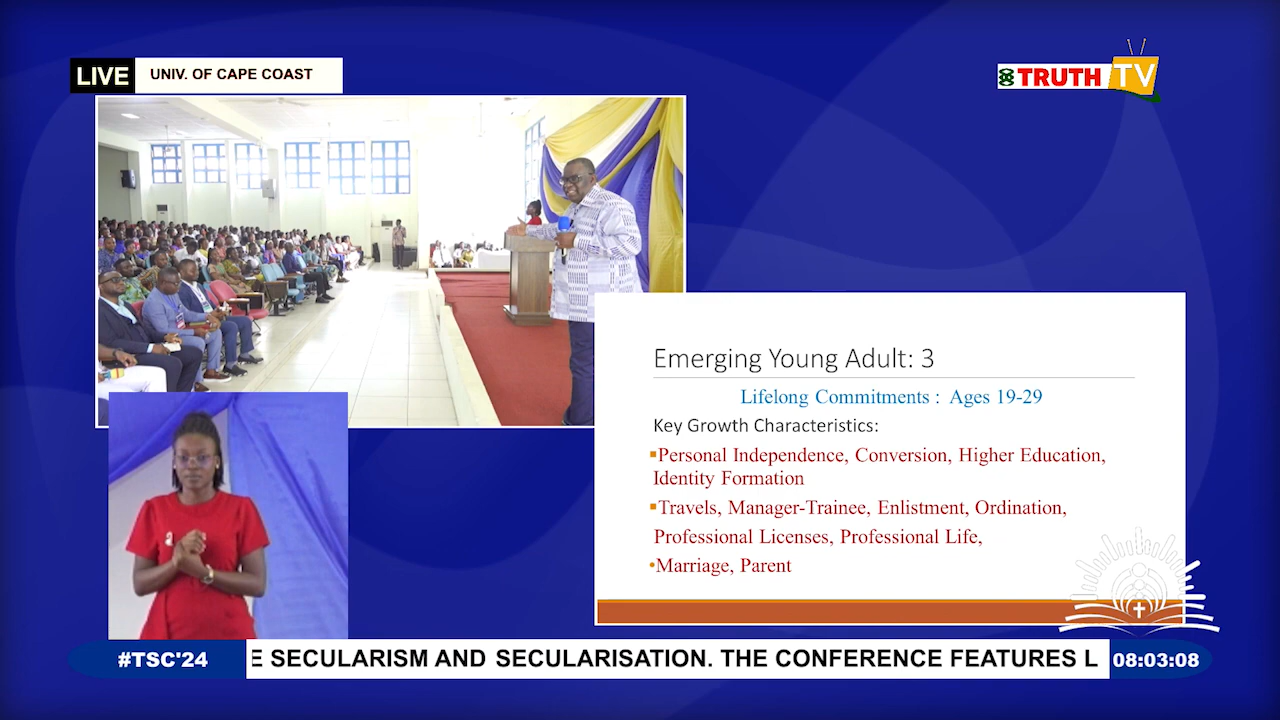 LIVE
UNIV. OF CAPE COAST
TRUTH TV
Emerging Young Adult: 3
Lifelong Commitments : Ages 19-29
Key Growth Characteristics:
▪Personal Independence, Conversion, Higher Education,
Identity Formation
▪Travels, Manager-Trainee, Enlistment, Ordination,
Professional Licenses, Professional Life,
•Marriage, Parent
#TSC'24
E SECULARISM AND SECULARISATION. THE CONFERENCE FEATURES L
08:03:08